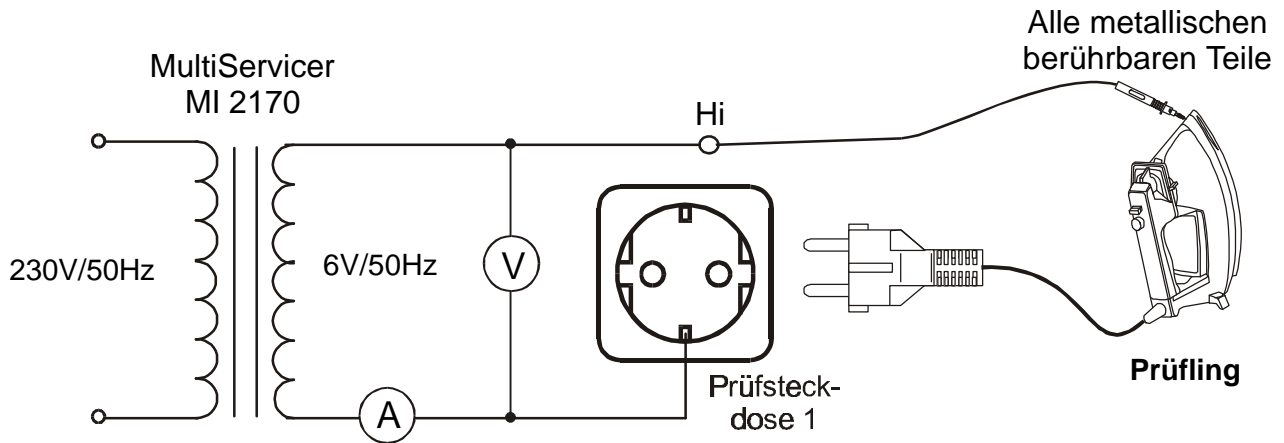 Alle metallischen
berührbaren Teile
MultiServicer
MI 2170
Hi
230V/50Hz
6V/50Hz
V
A
Prüfsteck-
dose 1
Prüfling